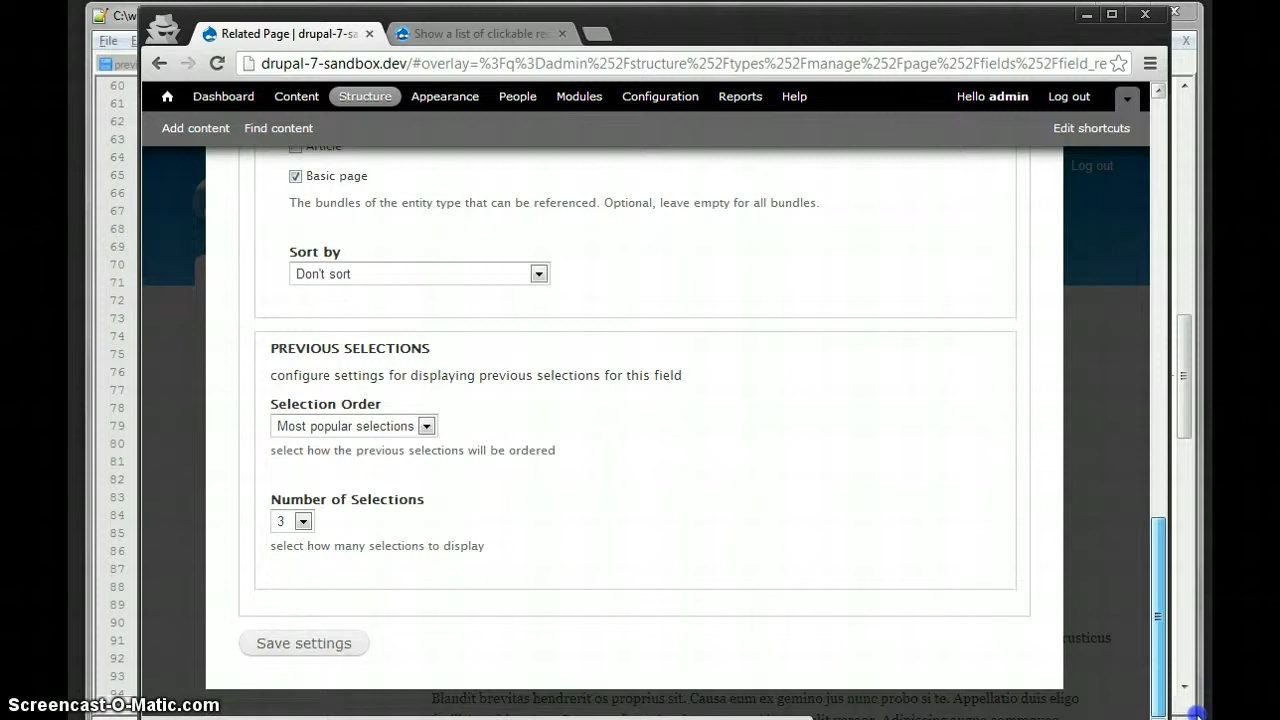 C:\w
File E
prev
Related Page | drupal-7-sa
Show a list of clickable re
drupal-7-sandbox.dev/#overlay=%3Fq%3Dadmin%252Fstructure%252Ftypes%252Fmanage%252Fpage%252Ffields%252Ffield_re
Dashboard Content Structure Appearance People Modules Configuration Reports Help Hello admin Log out
Add content Find content Edit shortcuts
Log out
Article
Basic page
The bundles of the entity type that can be referenced. Optional, leave empty for all bundles.
Sort by
Don't sort
PREVIOUS SELECTIONS
configure settings for displaying previous selections for this field
Selection Order
Most popular selections
select how the previous selections will be ordered
Number of Selections
3
select how many selections to display
Save settings
rusticus
Blandit brevitas hendrerit os proprius sit. Causa eum ex gemino jus nunc probo si te. Appellatio duis eligo
60
61
62
63
64
65
66
67
68
69
70
71
72
73
74
75
76
77
78
79
80
81
82
83
84
85
86
87
88
89
90
91
92
93
94
Screencast-O-Matic.com